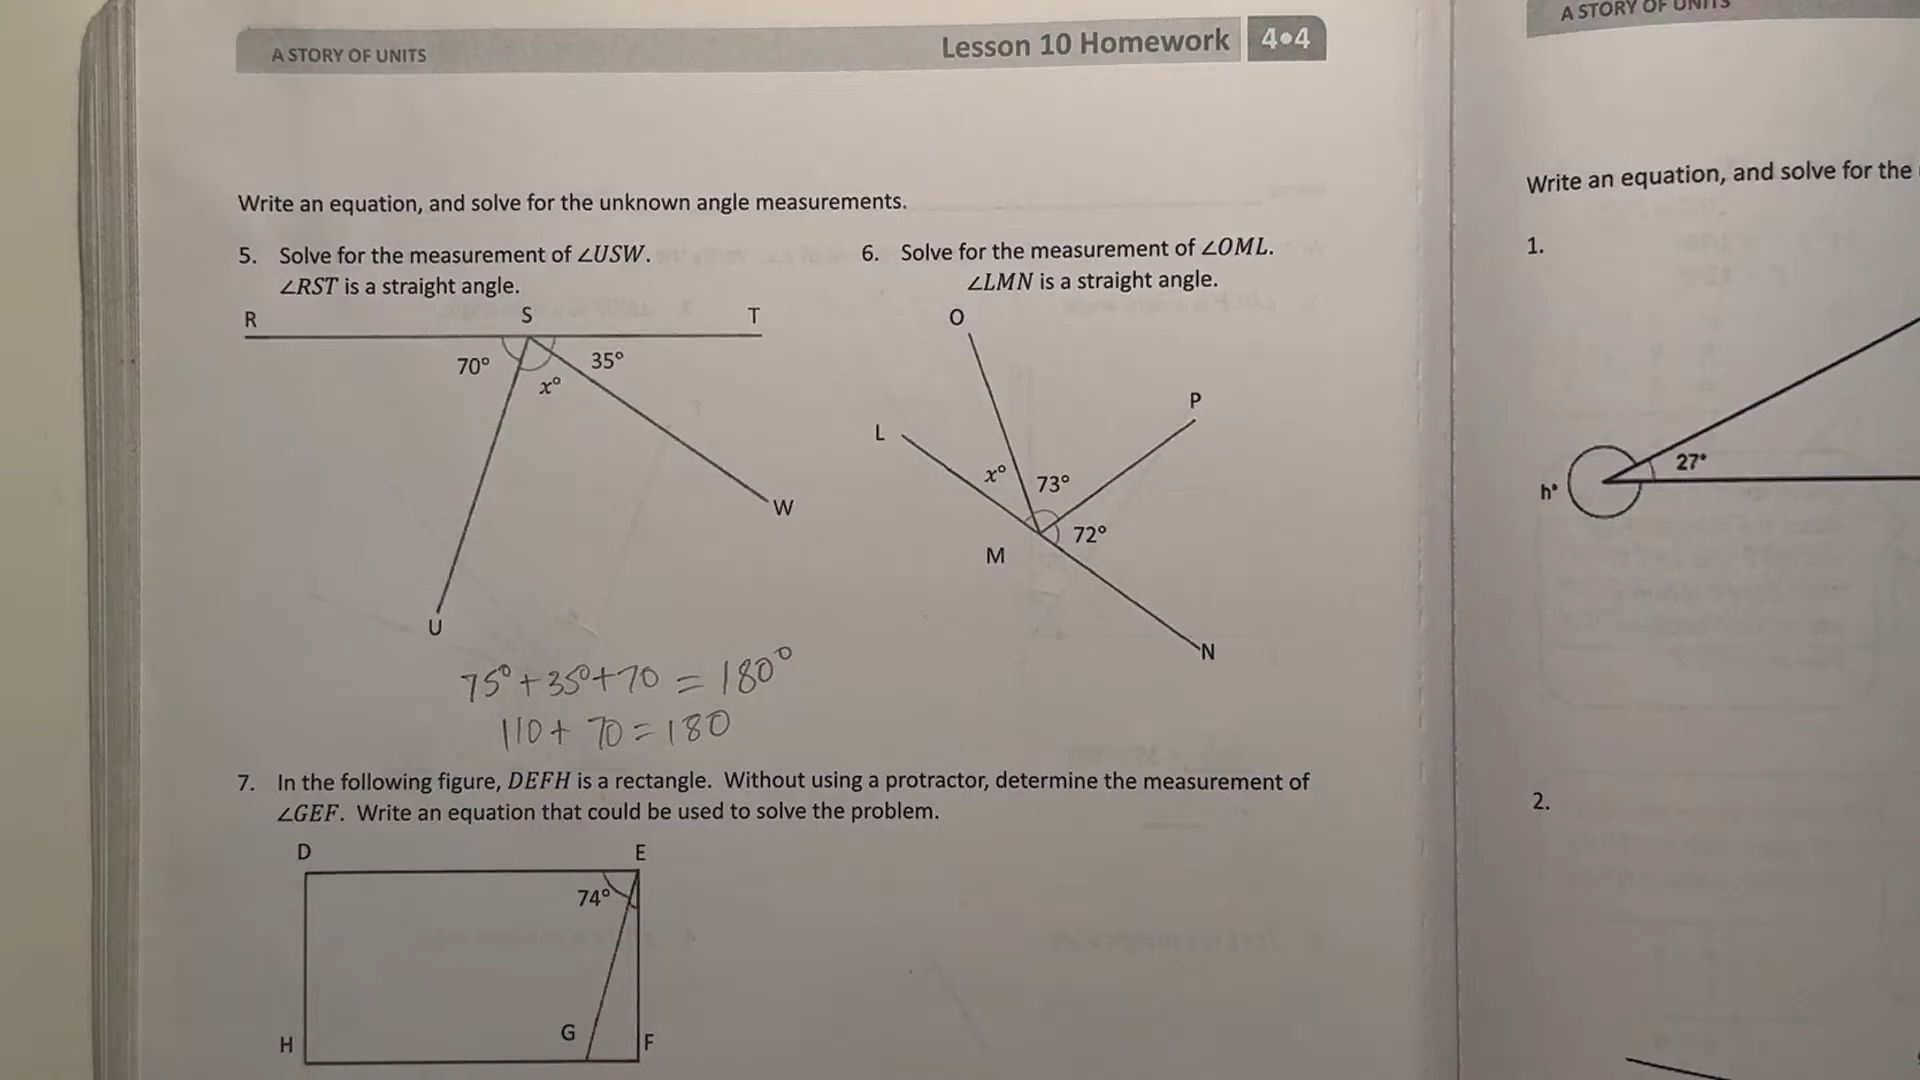 A STORY OF UNITS
Lesson 10 Homework 4•4
Write an equation, and solve for the unknown angle measurements.
5. Solve for the measurement of ∠USW.
∠RST is a straight angle.
R S T
70° 35°
x°
W
U
75°+35°+70 = 180°
110+ 70=180
6. Solve for the measurement of ∠OML.
∠LMN is a straight angle.
O
P
L
x° 73°
72°
M
N
7. In the following figure, DEFH is a rectangle. Without using a protractor, determine the measurement of
∠GEF. Write an equation that could be used to solve the problem.
D E
74°
G
H F
A STORY OF UNITS
Write an equation, and solve for the
1.
27°
h°
2.